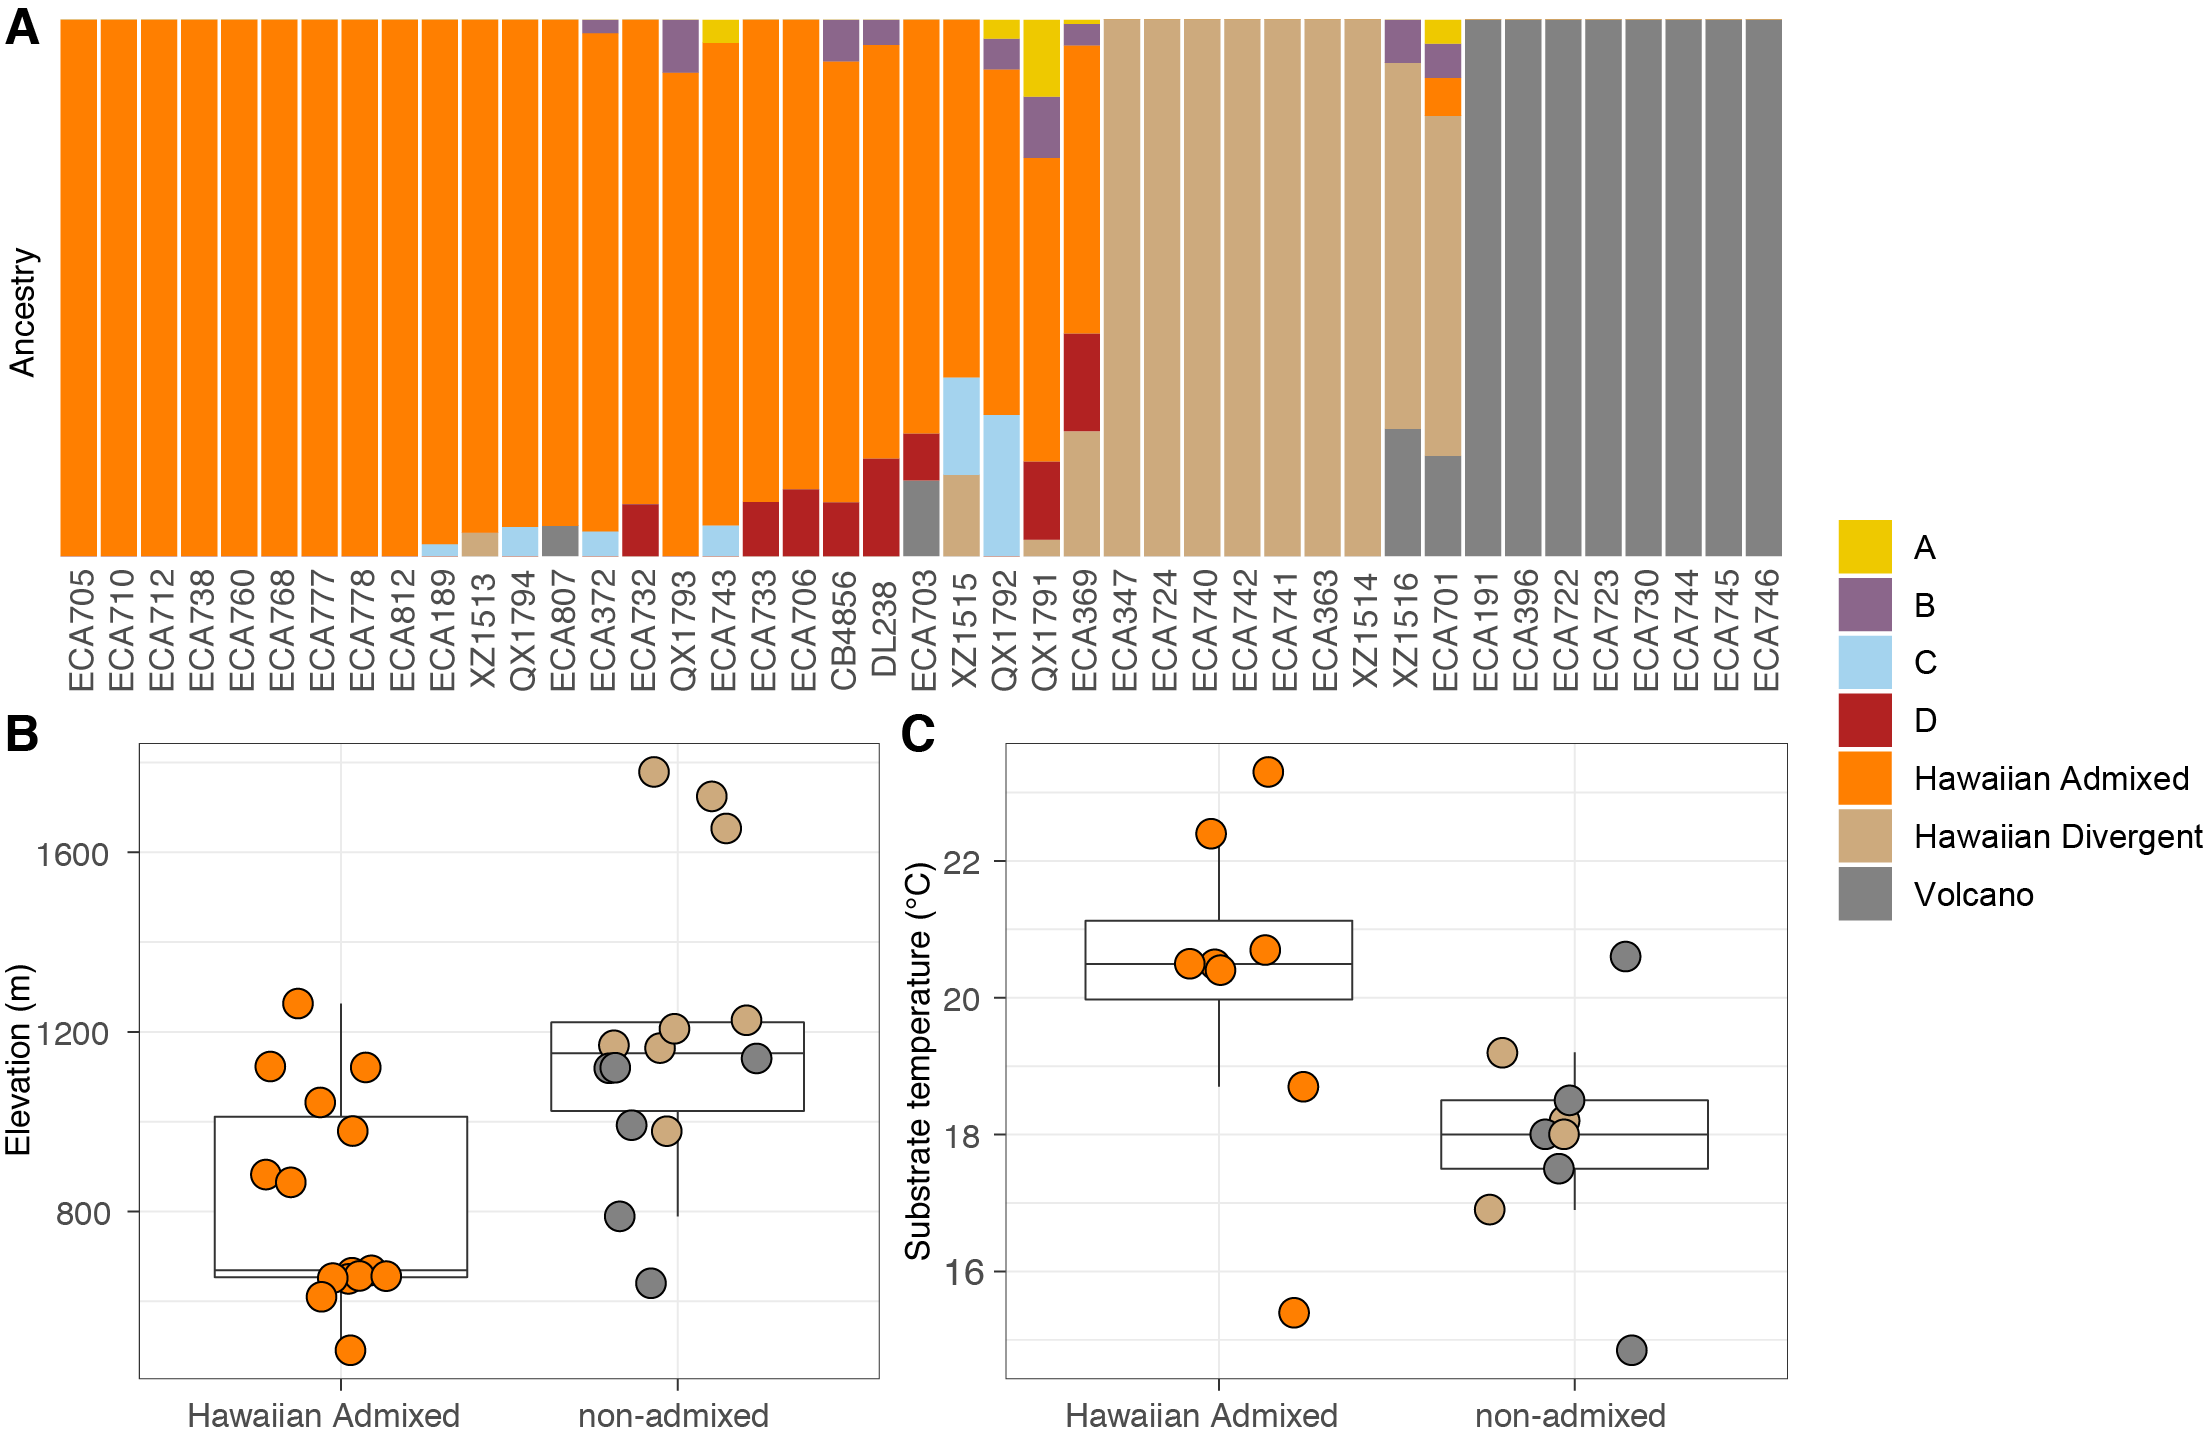 A
Ancestry
ECA705
ECA710
ECA712
ECA738
ECA760
ECA768
ECA777
ECA778
ECA812
ECA189
XZ1513
QX1794
ECA807
ECA372
ECA732
QX1793
ECA743
ECA733
ECA706
CB4856
DL238
ECA703
XZ1515
QX1792
QX1791
ECA369
ECA347
ECA724
ECA740
ECA742
ECA741
ECA363
XZ1514
XZ1516
ECA701
ECA191
ECA396
ECA722
ECA723
ECA730
ECA744
ECA745
ECA746
A
B
C
D
Hawaiian Admixed
Hawaiian Divergent
Volcano
B
Elevation (m)
1600
1200
800
Hawaiian Admixed
non-admixed
C
Substrate temperature (°C)
22
20
18
16
Hawaiian Admixed
non-admixed